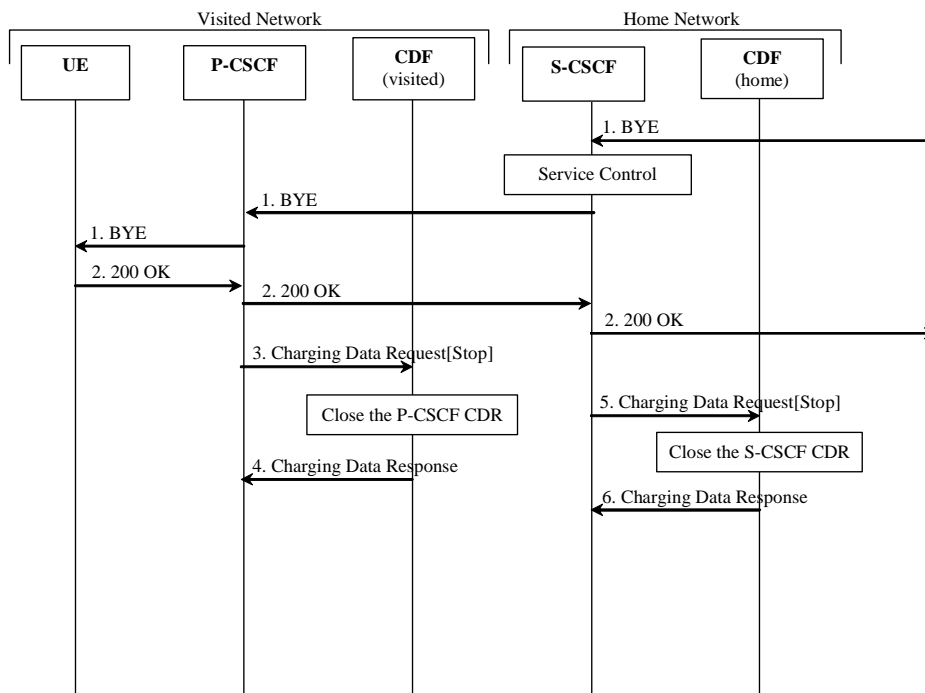 Visited Network
Home Network
UE
P-CSCF
CDF
(visited)
S-CSCF
CDF
(home)
1. BYE
Service Control
1. BYE
1. BYE
2. 200 OK
2. 200 OK
2. 200 OK
3. Charging Data Request[Stop]
Close the P-CSCF CDR
5. Charging Data Request[Stop]
Close the S-CSCF CDR
4. Charging Data Response
6. Charging Data Response